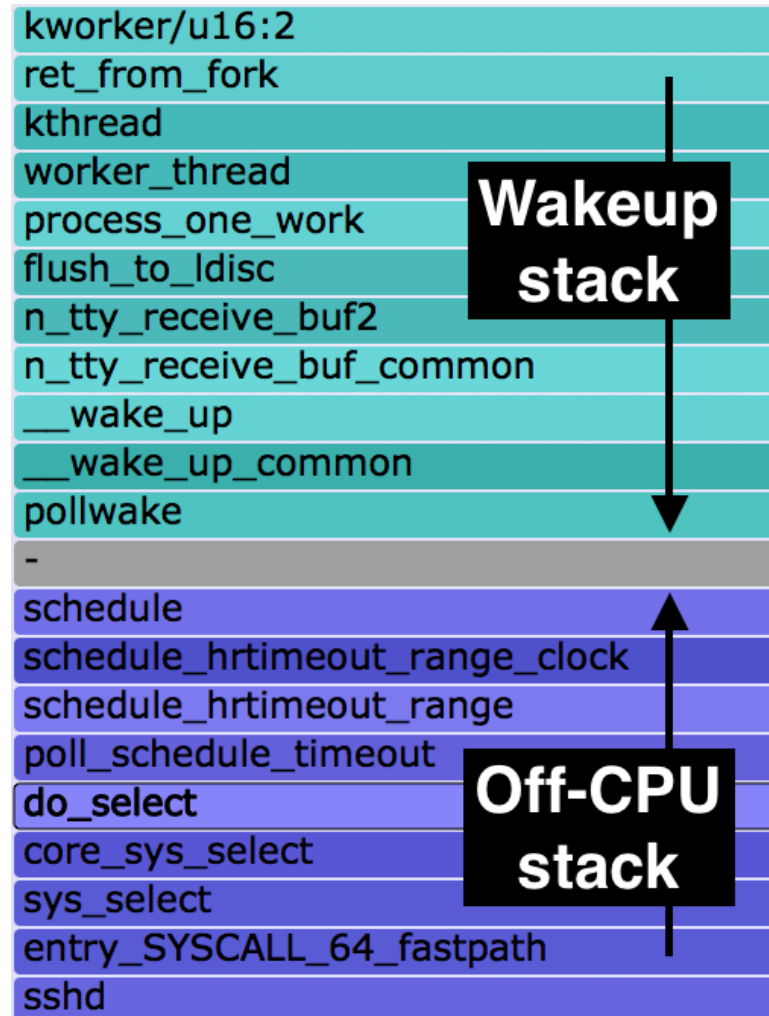 kworker/u16:2
ret_from_fork
kthread
worker_thread
process_one_work
flush_to_ldisc
n_tty_receive_buf2
n_tty_receive_buf_common
__wake_up
__wake_up_common
pollwake
-
schedule
schedule_hrtimeout_range_clock
schedule_hrtimeout_range
poll_schedule_timeout
do_select
core_sys_select
sys_select
entry_SYSCALL_64_fastpath
sshd
Wakeup
stack
Off-CPU
stack